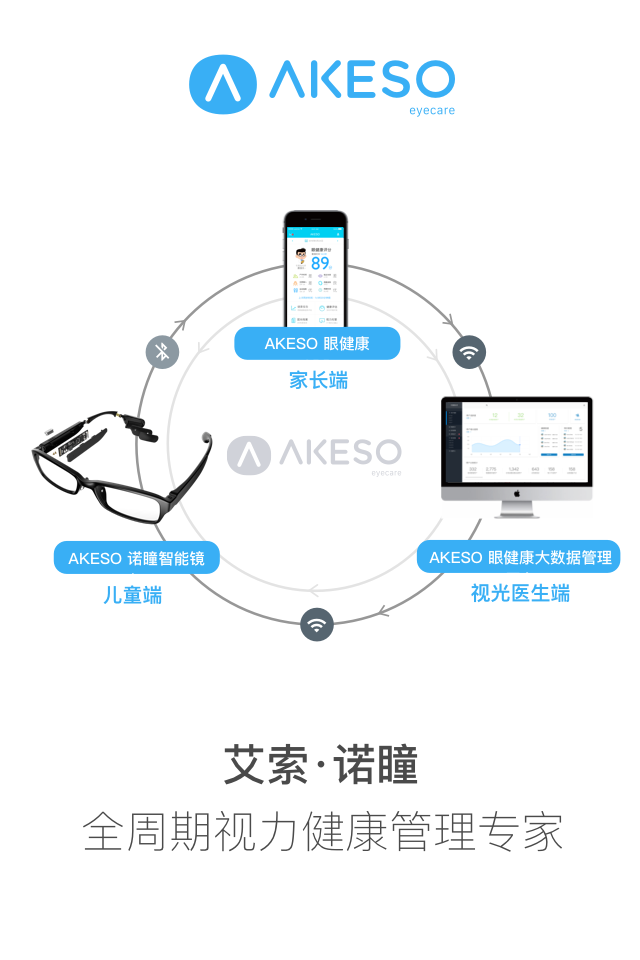 AKESO
eyecare
89
AKESO 眼健康
家长端
AKESO
eyecare
AKESO 诺瞳智能镜
儿童端
AKESO 眼健康大数据管理
视光医生端
艾索·诺瞳
全周期视力健康管理专家